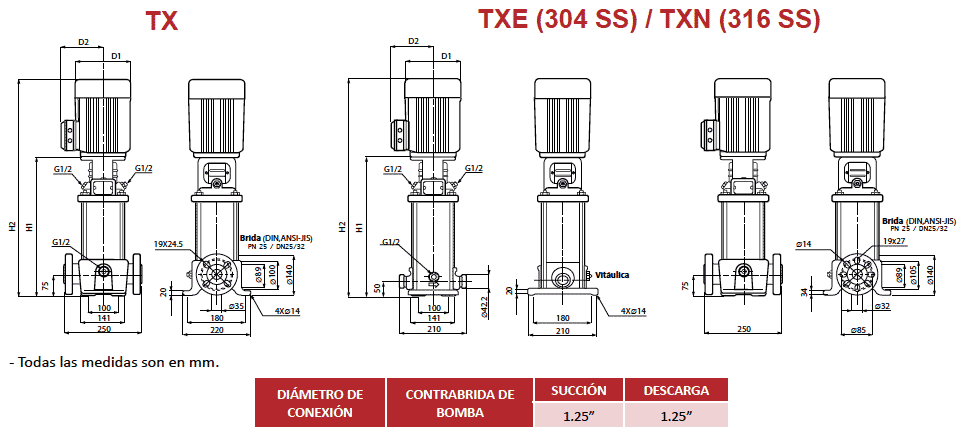 TX
TXE (304 SS) / TXN (316 SS)
D2
D1
H2
H1
G1/2
G1/2
G1/2
75
100
141
250
19X24.5
Brida (DIN,ANSI-JIS)
PN 25 / DN25/32
Ø89
Ø100
Ø140
20
Ø35
180
220
4XØ14
D2
D1
H2
H1
G1/2
G1/2
G1/2
50
100
141
210
Ø42.2
Vitáulica
20
180
210
4XØ14
75
250
Brida (DIN,ANSI-JIS)
PN 25 / DN25/32
Ø14
19X27
Ø89
Ø105
Ø140
34
Ø32
Ø85
- Todas las medidas son en mm.
DIÁMETRO DE
CONEXIÓN
CONTRABRIDA DE
BOMBA
SUCCIÓN
DESCARGA
1.25”
1.25”